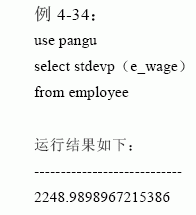 例 4-34：
use pangu
select stdevp（e_wage）
from employee
运行结果如下：
----------------------------
2248.9898967215386